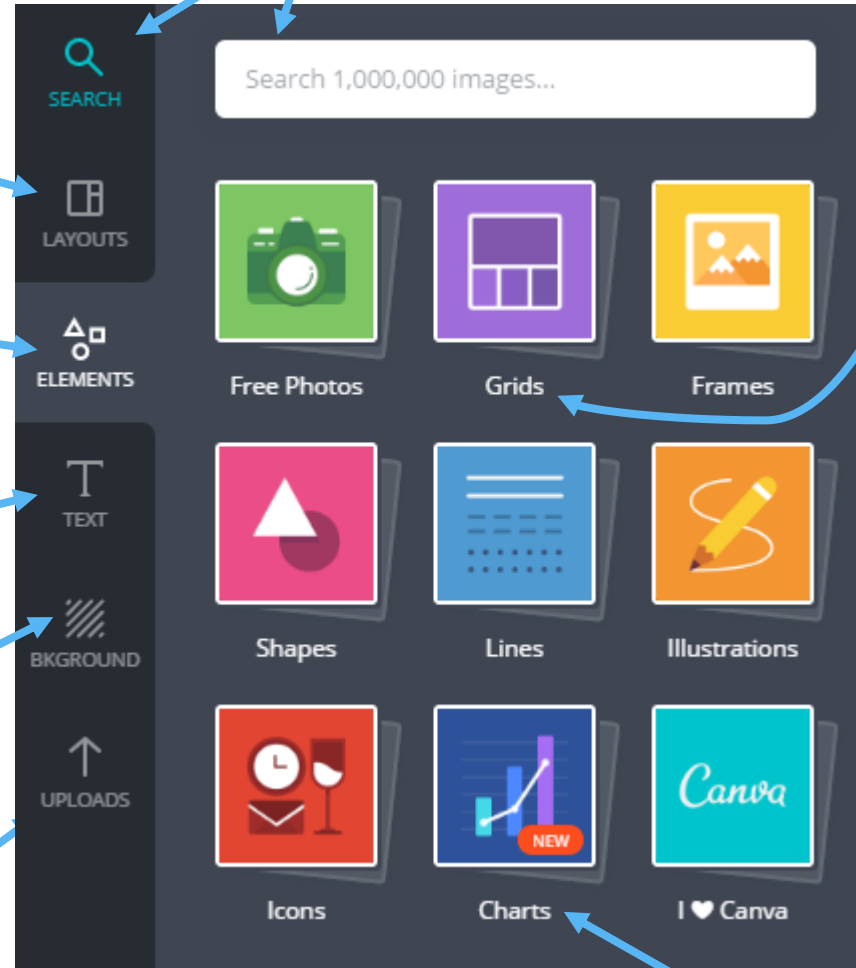 SEARCH
Search 1,000,000 images...
LAYOUTS
ELEMENTS
TEXT
BKGROUND
UPLOADS
Free Photos
Grids
Frames
Shapes
Lines
Illustrations
NEW
Canva
Icons
Charts
I ♥ Canva